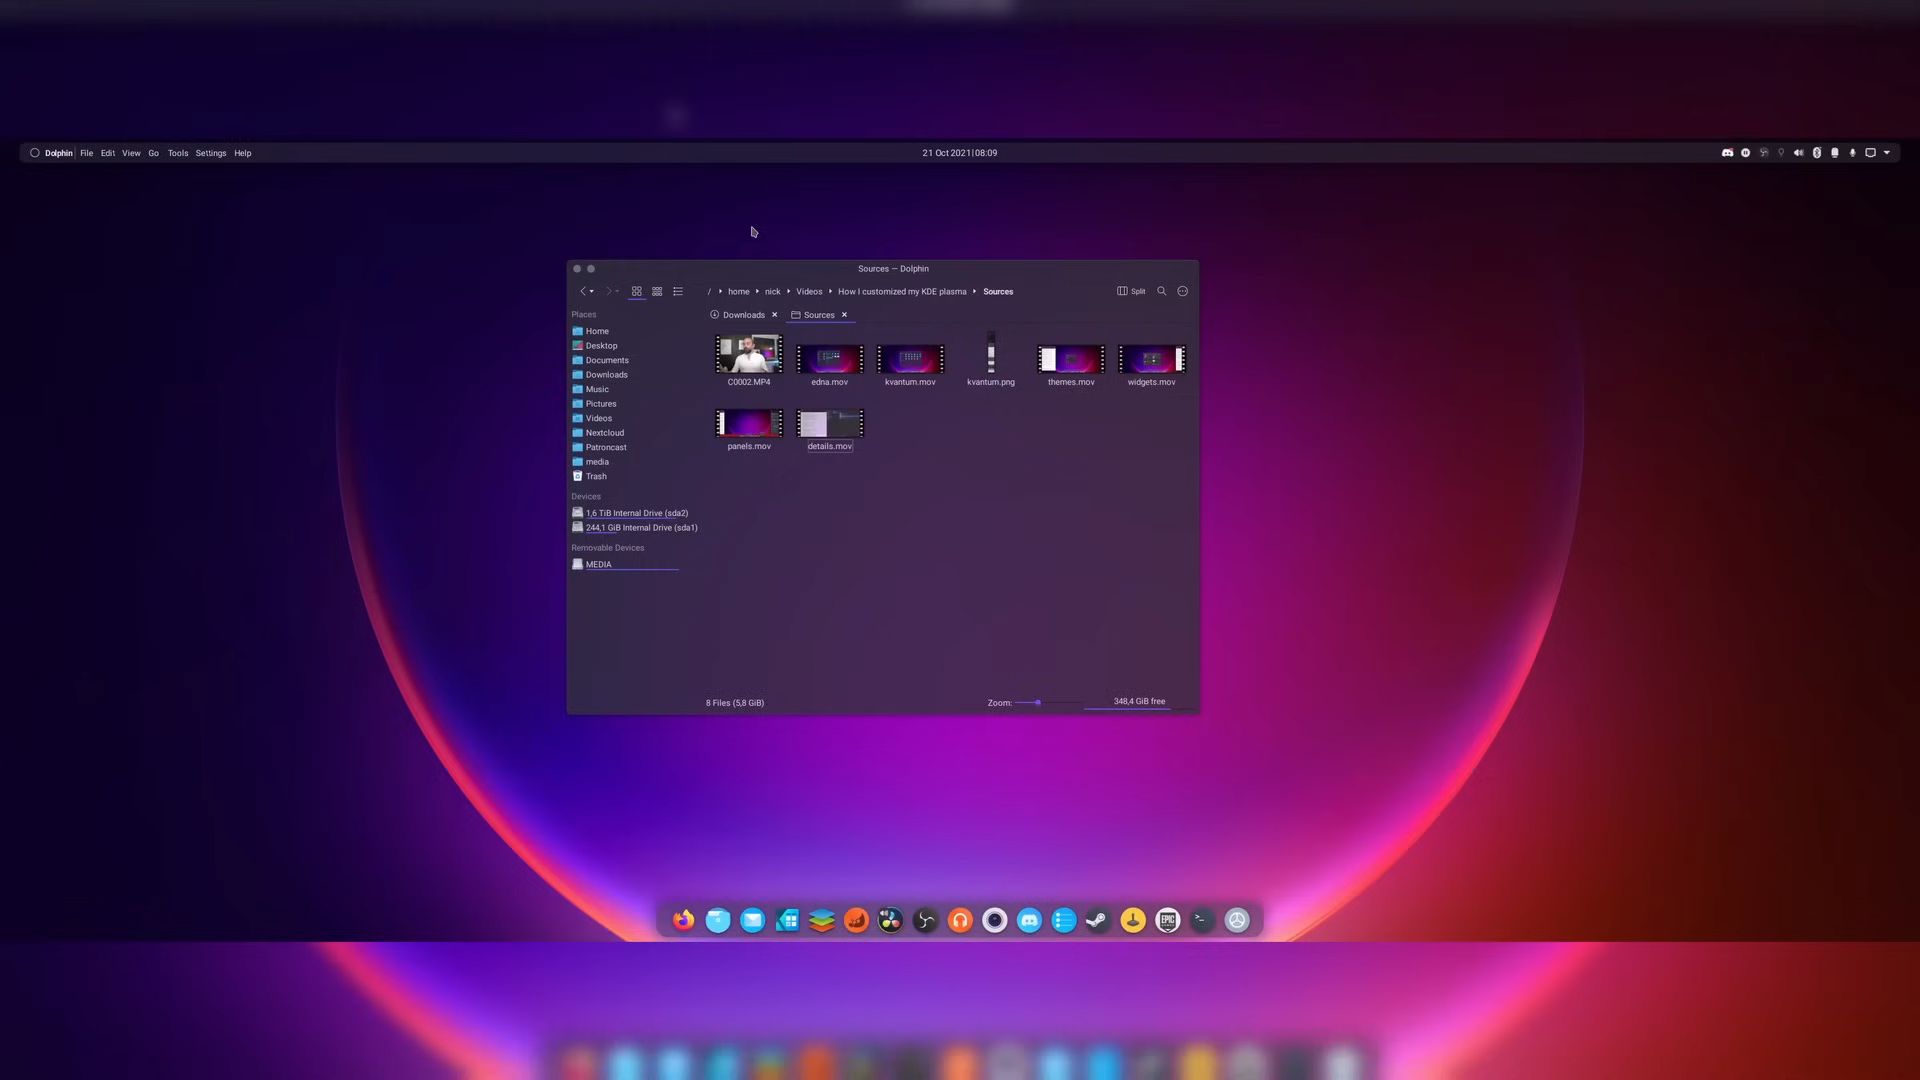 Dolphin File Edit View Go Tools Settings Help
21 Oct 2021|08:09
Sources — Dolphin
/ home nick Videos How I customized my KDE plasma Sources
Split
Places
Downloads
Sources
Home
Desktop
Documents
Downloads
Music
Pictures
Videos
Nextcloud
Patroncast
media
Trash
C0002.MP4
edna.mov
kvantum.mov
kvantum.png
themes.mov
widgets.mov
panels.mov
details.mov
Devices
1,6 TiB Internal Drive (sda2)
244,1 GiB Internal Drive (sda1)
Removable Devices
MEDIA
8 Files (5,8 GiB)
Zoom:
348,4 GiB free
EPIC